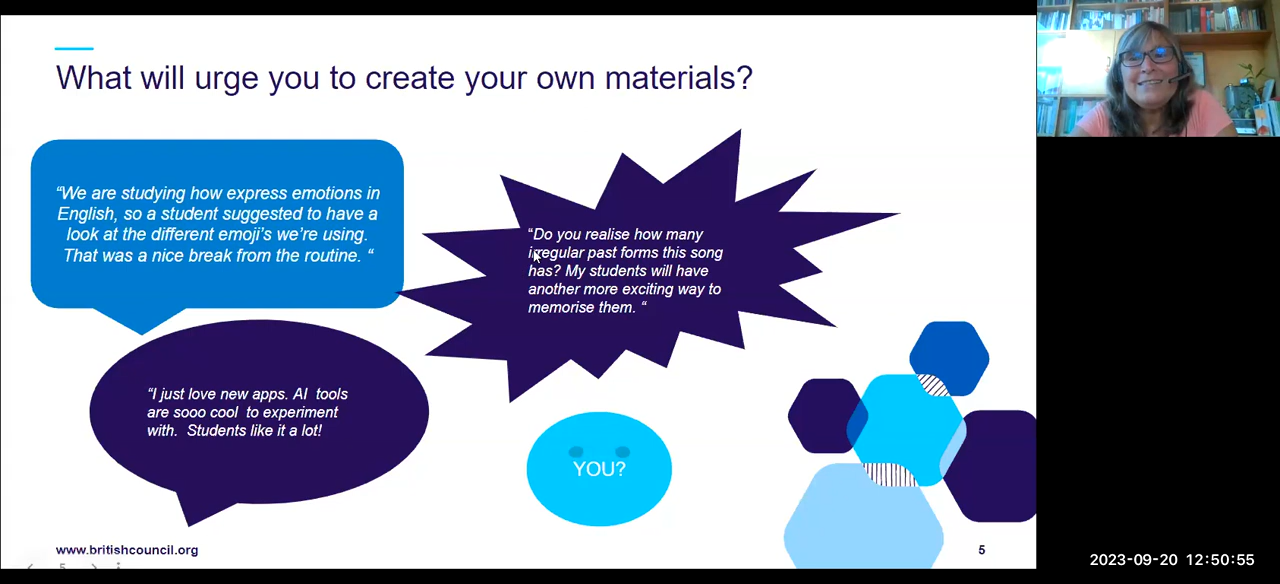 What will urge you to create your own materials?
“We are studying how express emotions in
English, so a student suggested to have a
look at the different emoji’s we’re using.
That was a nice break from the routine. “
“Do you realise how many
irregular past forms this song
has? My students will have
another more exciting way to
memorise them. “
“I just love new apps. AI tools
are sooo cool to experiment
with. Students like it a lot!
YOU?
www.britishcouncil.org
5
5
2023-09-20 12:50:55